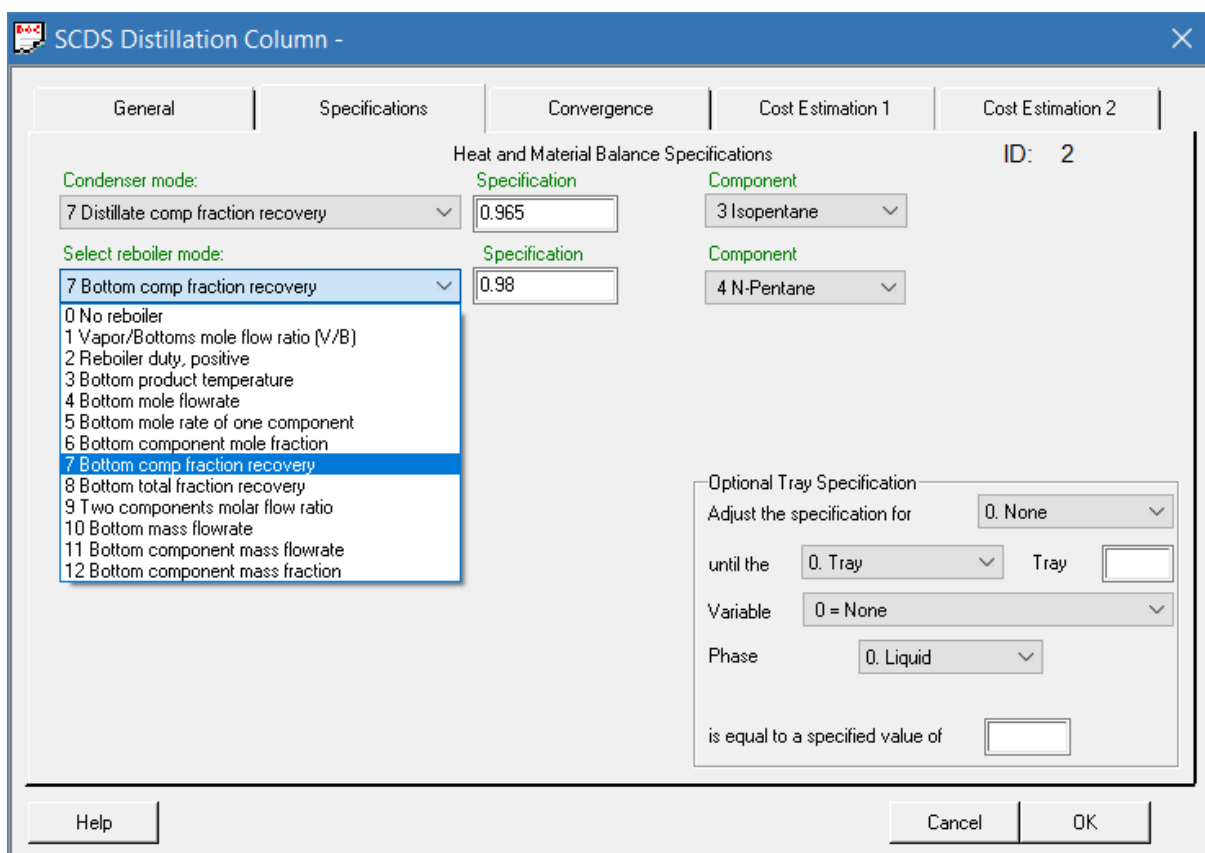 SCDS Distillation Column -
General Specifications Convergence Cost Estimation 1 Cost Estimation 2
Heat and Material Balance Specifications ID: 2
Condenser mode: Specification Component
7 Distillate comp fraction recovery 0.965 3 Isopentane
Select reboiler mode: Specification Component
7 Bottom comp fraction recovery 0.98 4 N-Pentane
0 No reboiler
1 Vapor/Bottoms mole flow ratio (V/B)
2 Reboiler duty, positive
3 Bottom product temperature
4 Bottom mole flowrate
5 Bottom mole rate of one component
6 Bottom component mole fraction
7 Bottom comp fraction recovery
8 Bottom total fraction recovery
9 Two components molar flow ratio
10 Bottom mass flowrate
11 Bottom component mass flowrate
12 Bottom component mass fraction
Optional Tray Specification
Adjust the specification for 0. None
until the 0. Tray Tray
Variable 0 = None
Phase 0. Liquid
is equal to a specified value of
Help Cancel OK